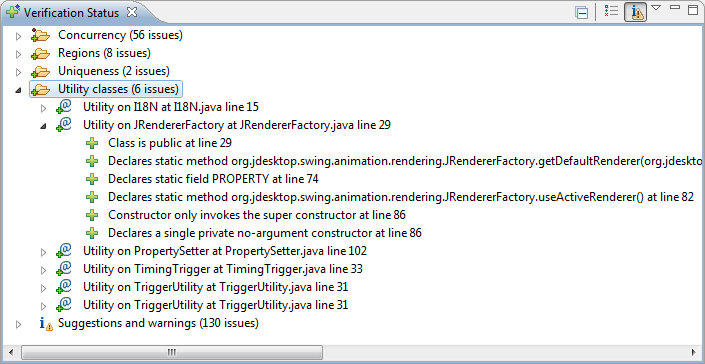 Verification Status
Concurrency (56 issues)
Regions (8 issues)
Uniqueness (2 issues)
Utility classes (6 issues)
Utility on I18N at I18N.java line 15
Utility on JRendererFactory at JRendererFactory.java line 29
Class is public at line 29
Declares static method org.jdesktop.swing.animation.rendering.JRendererFactory.getDefaultRenderer(org.jdeskto
Declares static field PROPERTY at line 74
Declares static method org.jdesktop.swing.animation.rendering.JRendererFactory.useActiveRenderer() at line 82
Constructor only invokes the super constructor at line 86
Declares a single private no-argument constructor at line 86
Utility on PropertySetter at PropertySetter.java line 102
Utility on TimingTrigger at TimingTrigger.java line 33
Utility on TriggerUtility at TriggerUtility.java line 31
Utility on TriggerUtility at TriggerUtility.java line 31
Suggestions and warnings (130 issues)